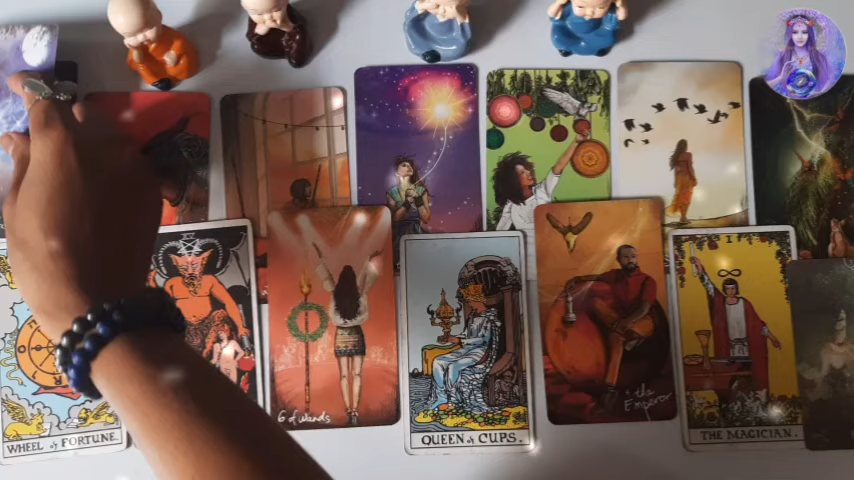 WHEEL of FORTUNE.
6 of Wands
QUEEN of CUPS.
the
Emperor
THE MAGICIAN.